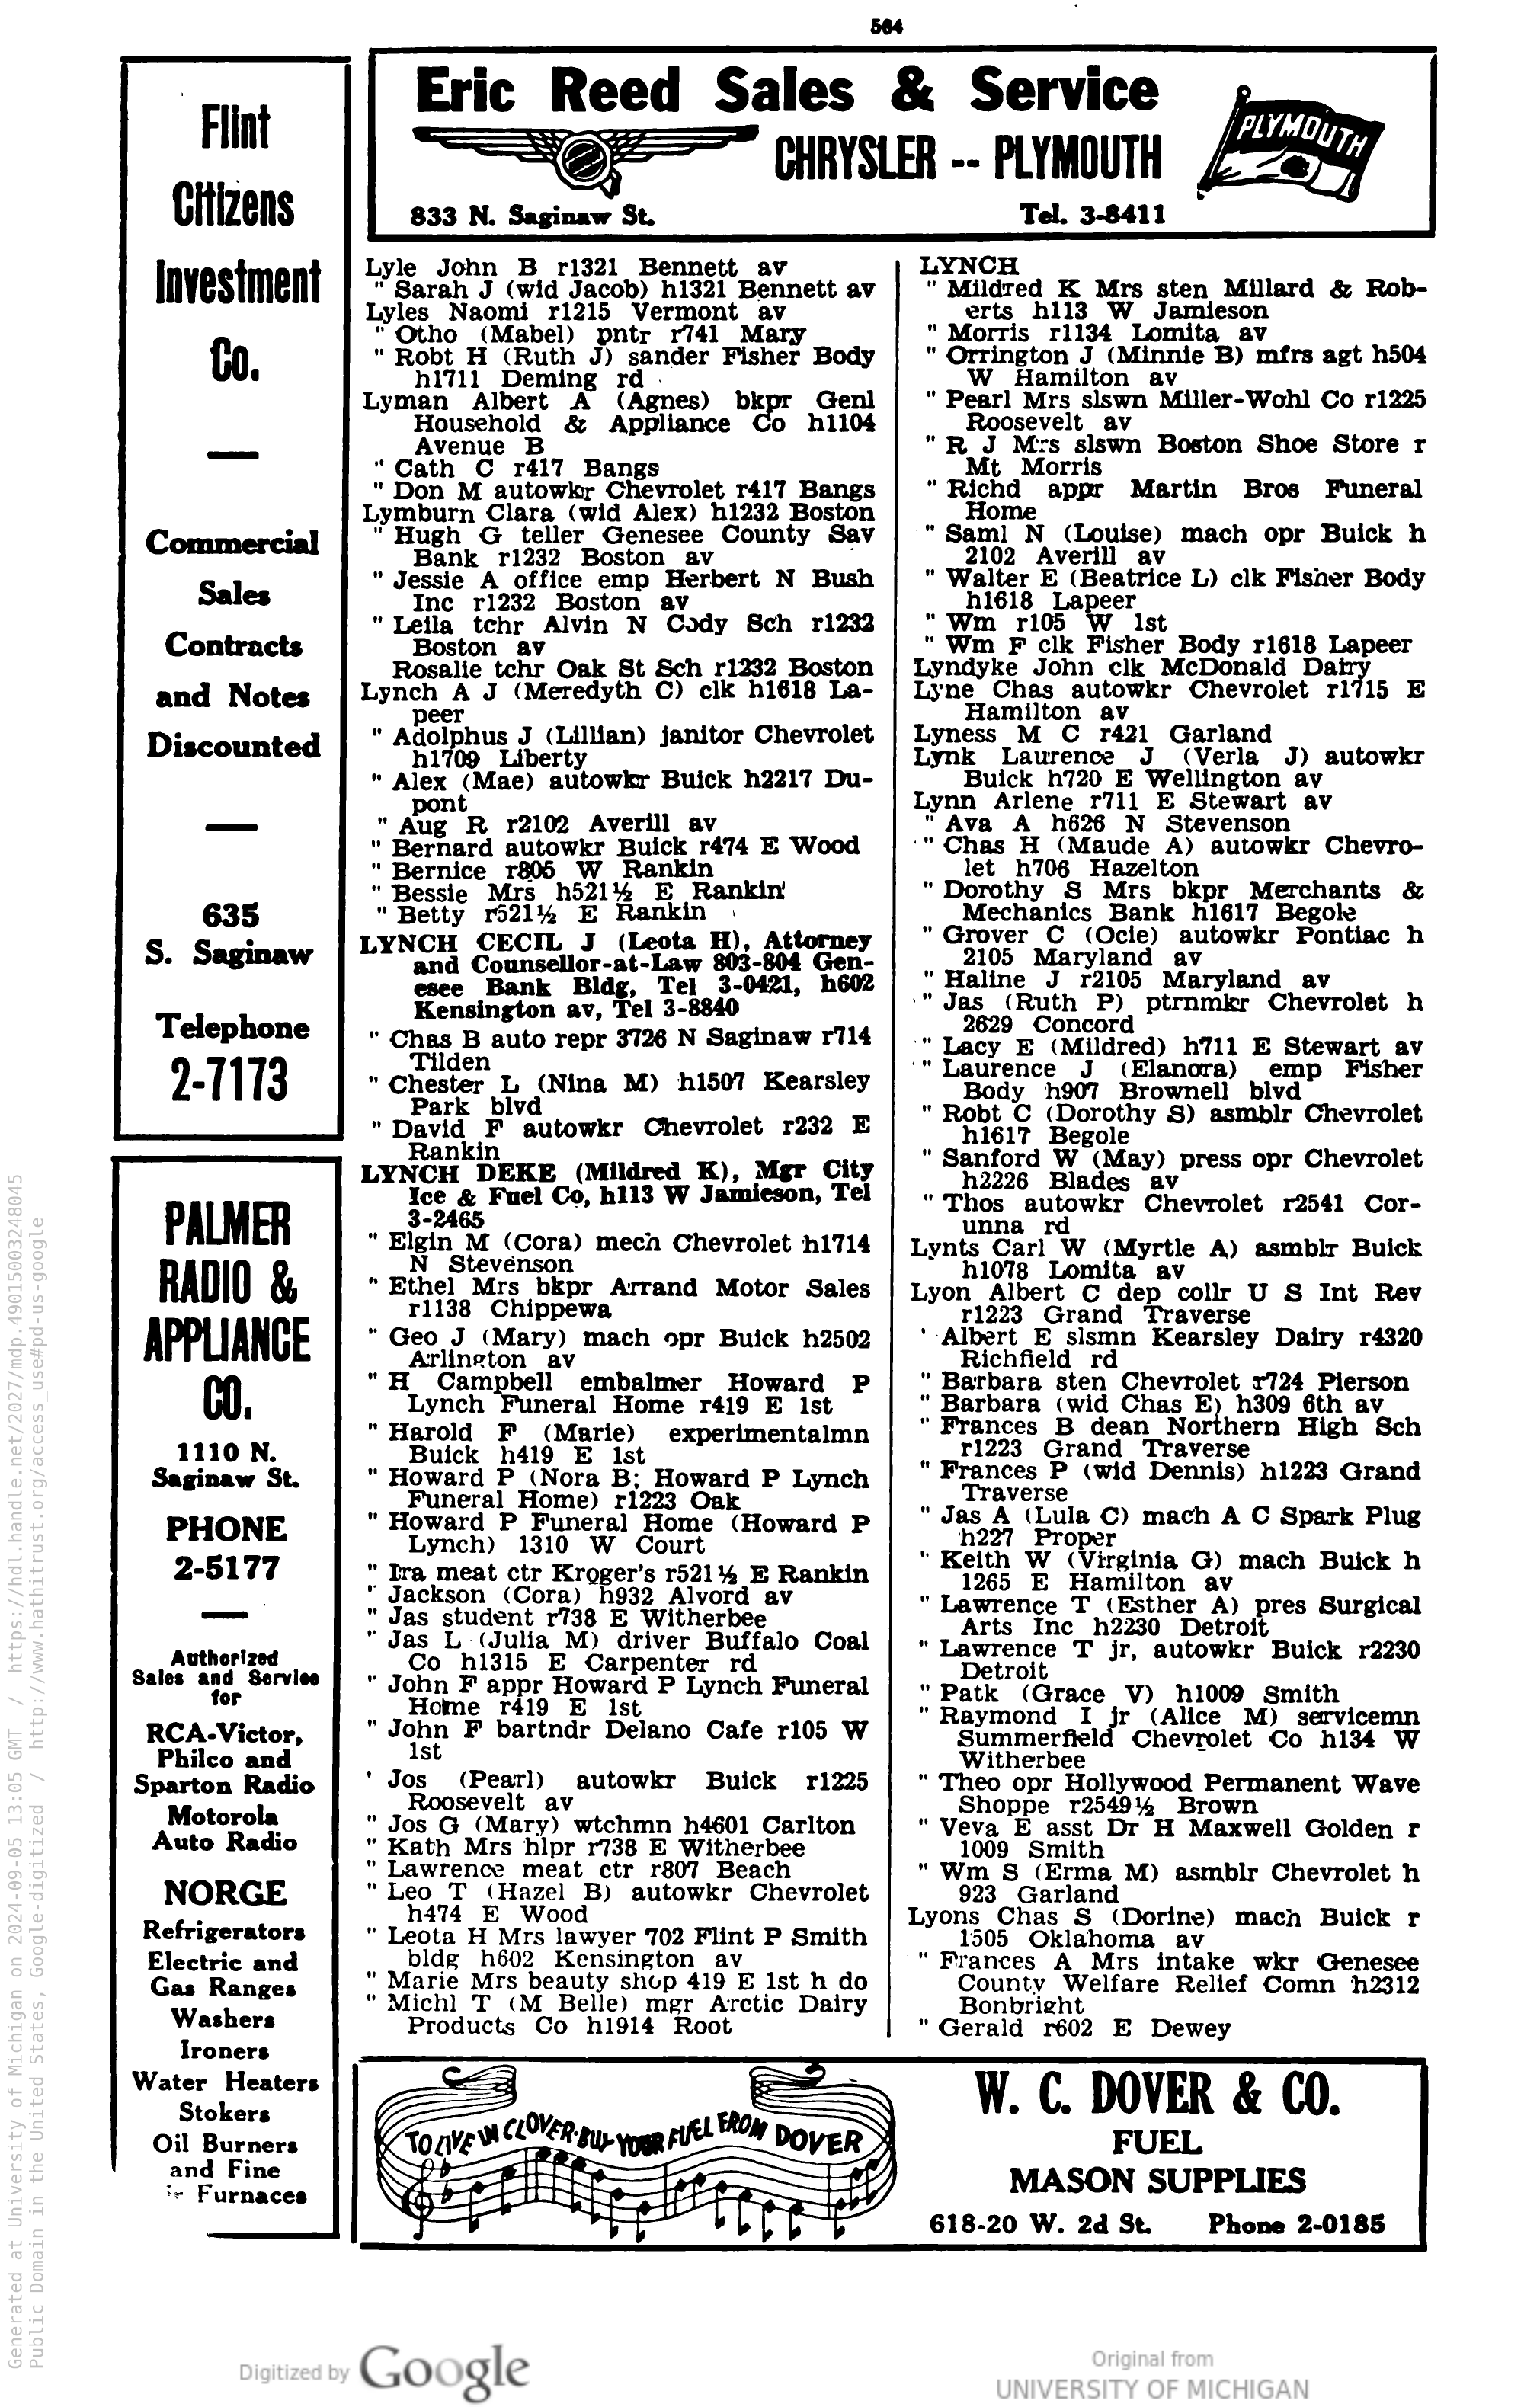 564
Eric Reed Sales & Service
CHRYSLER -- PLYMOUTH
PLYMOUTH
833 N. Saginaw St.
Tel. 3-8411
Flint
Citizens
Investment
Co.
Commercial
Sales
Contracts
and Notes
Discounted
635
S. Saginaw
Telephone
2-7173
PALMER
RADIO &
APPLIANCE
CO.
1110 N.
Saginaw St.
PHONE
2-5177
Authorized
Sales and Service
for
RCA-Victor,
Philco and
Sparton Radio
Motorola
Auto Radio
NORGE
Refrigerators
Electric and
Gas Ranges
Washers
Ironers
Water Heaters
Stokers
Oil Burners
and Fine
Furnaces
Lyle John B r1321 Bennett av
" Sarah J (wid Jacob) h1321 Bennett av
Lyles Naomi r1215 Vermont av
" Otho (Mabel) pntr r741 Mary
" Robt H (Ruth J) sander Fisher Body
h1711 Deming rd
Lyman Albert A (Agnes) bkpr Genl
Household & Appliance Co h1104
Avenue B
" Cath C r417 Bangs
" Don M autowkr Chevrolet r417 Bangs
Lymburn Clara (wid Alex) h1232 Boston
" Hugh G teller Genesee County Sav
Bank r1232 Boston av
" Jessie A office emp Herbert N Bush
Inc r1232 Boston av
" Leila tchr Alvin N Cody Sch r1232
Boston av
Rosalie tchr Oak St Sch r1232 Boston
Lynch A J (Meredyth C) clk h1618 La-
peer
" Adolphus J (Lillian) janitor Chevrolet
h1709 Liberty
" Alex (Mae) autowkr Buick h2217 Du-
pont
" Aug R r2102 Averill av
" Bernard autowkr Buick r474 E Wood
" Bernice r805 W Rankin
" Bessie Mrs h521½ E Rankin
" Betty r521½ E Rankin
LYNCH CECIL J (Leota H), Attorney
and Counsellor-at-Law 803-804 Gen-
esee Bank Bldg, Tel 3-0421, h602
Kensington av, Tel 3-8840
" Chas B auto repr 3726 N Saginaw r714
Tilden
" Chester L (Nina M) h1507 Kearsley
Park blvd
" David F autowkr Chevrolet r232 E
Rankin
LYNCH DEKE (Mildred K), Mgr City
Ice & Fuel Co, h113 W Jamieson, Tel
3-2465
" Elgin M (Cora) mech Chevrolet h1714
N Stevenson
" Ethel Mrs bkpr Arrand Motor Sales
r1138 Chippewa
" Geo J (Mary) mach opr Buick h2502
Arlington av
" H Campbell embalmer Howard P
Lynch Funeral Home r419 E 1st
" Harold F (Marie) experimentalmn
Buick h419 E 1st
" Howard P (Nora B; Howard P Lynch
Funeral Home) r1223 Oak
" Howard P Funeral Home (Howard P
Lynch) 1310 W Court
" Ira meat ctr Kroger's r521½ E Rankin
" Jackson (Cora) h932 Alvord av
" Jas student r738 E Witherbee
" Jas L (Julia M) driver Buffalo Coal
Co h1315 E Carpenter rd
" John F appr Howard P Lynch Funeral
Home r419 E 1st
" John F bartndr Delano Cafe r105 W
1st
' Jos (Pearl) autowkr Buick r1225
Roosevelt av
" Jos G (Mary) wtchmn h4601 Carlton
" Kath Mrs hlpr r738 E Witherbee
" Lawrence meat ctr r807 Beach
" Leo T (Hazel B) autowkr Chevrolet
h474 E Wood
" Leota H Mrs lawyer 702 Flint P Smith
bldg h602 Kensington av
" Marie Mrs beauty shop 419 E 1st h do
" Michl T (M Belle) mgr Arctic Dairy
Products Co h1914 Root
LYNCH
" Mildred K Mrs sten Millard & Rob-
erts h113 W Jamieson
" Morris r1134 Lomita av
" Orrington J (Minnie B) mfrs agt h504
W Hamilton av
" Pearl Mrs slswn Miller-Wohl Co r1225
Roosevelt av
" R J Mrs slswn Boston Shoe Store r
Mt Morris
" Richd appr Martin Bros Funeral
Home
" Saml N (Louise) mach opr Buick h
2102 Averill av
" Walter E (Beatrice L) clk Fisher Body
h1618 Lapeer
" Wm r105 W 1st
" Wm F clk Fisher Body r1618 Lapeer
Lyndyke John clk McDonald Dairy
Lyne Chas autowkr Chevrolet r1715 E
Hamilton av
Lyness M C r421 Garland
Lynk Laurence J (Verla J) autowkr
Buick h720 E Wellington av
Lynn Arlene r711 E Stewart av
" Ava A h626 N Stevenson
" Chas H (Maude A) autowkr Chevro-
let h706 Hazelton
" Dorothy S Mrs bkpr Merchants &
Mechanics Bank h1617 Begole
" Grover C (Ocie) autowkr Pontiac h
2105 Maryland av
" Haline J r2105 Maryland av
" Jas (Ruth P) ptrnmkr Chevrolet h
2629 Concord
" Lacy E (Mildred) h711 E Stewart av
" Laurence J (Elanora) emp Fisher
Body h907 Brownell blvd
" Robt C (Dorothy S) asmblr Chevrolet
h1617 Begole
" Sanford W (May) press opr Chevrolet
h2226 Blades av
" Thos autowkr Chevrolet r2541 Cor-
unna rd
Lynts Carl W (Myrtle A) asmblr Buick
h1078 Lomita av
Lyon Albert C dep collr U S Int Rev
r1223 Grand Traverse
' Albert E slsmn Kearsley Dairy r4320
Richfield rd
" Barbara sten Chevrolet r724 Pierson
" Barbara (wid Chas E) h309 6th av
" Frances B dean Northern High Sch
r1223 Grand Traverse
" Frances P (wid Dennis) h1223 Grand
Traverse
" Jas A (Lula C) mach A C Spark Plug
h227 Proper
" Keith W (Virginia G) mach Buick h
1265 E Hamilton av
" Lawrence T (Esther A) pres Surgical
Arts Inc h2230 Detroit
" Lawrence T jr, autowkr Buick r2230
Detroit
" Patk (Grace V) h1009 Smith
" Raymond I jr (Alice M) servicemn
Summerfield Chevrolet Co h134 W
Witherbee
" Theo opr Hollywood Permanent Wave
Shoppe r2549½ Brown
" Veva E asst Dr H Maxwell Golden r
1009 Smith
" Wm S (Erma M) asmblr Chevrolet h
923 Garland
Lyons Chas S (Dorine) mach Buick r
1505 Oklahoma av
" Frances A Mrs intake wkr Genesee
County Welfare Relief Comn h2312
Bonbright
" Gerald r602 E Dewey
TO LIVE IN CLOVER-BUY YOUR FUEL FROM DOVER
W. C. DOVER & CO.
FUEL
MASON SUPPLIES
618-20 W. 2d St. Phone 2-0185
Generated at University of Michigan on 2024-09-05 13:05 GMT / https://hdl.handle.net/2027/mdp.49015003248045
Public Domain in the United States, Google-digitized / http://www.hathitrust.org/access_use#pd-us-google
Digitized by Google
Original from
UNIVERSITY OF MICHIGAN